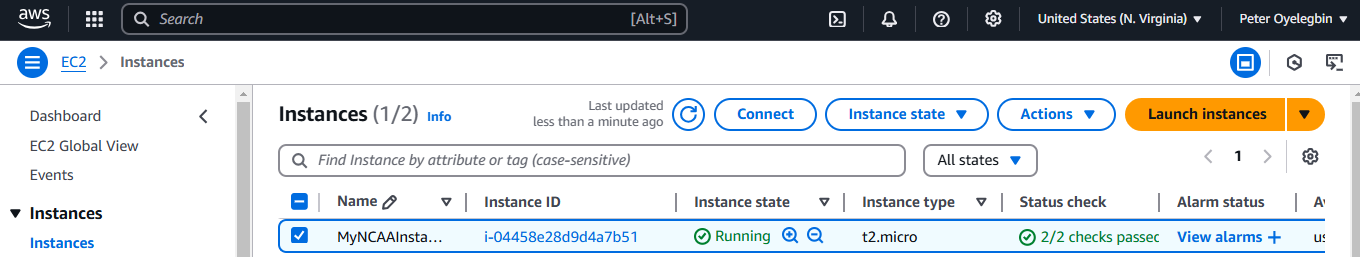 aws
Search [Alt+S] United States (N. Virginia) Peter Oyelegbin
EC2 > Instances
Dashboard
EC2 Global View
Events
Instances
Instances
Instances (1/2) Info
Last updated
less than a minute ago
Connect Instance state Actions Launch instances
Find Instance by attribute or tag (case-sensitive) All states 1
Name Instance ID Instance state Instance type Status check Alarm status Av
MyNCAAInsta... i-04458e28d9d4a7b51 Running t2.micro 2/2 checks passed View alarms + us